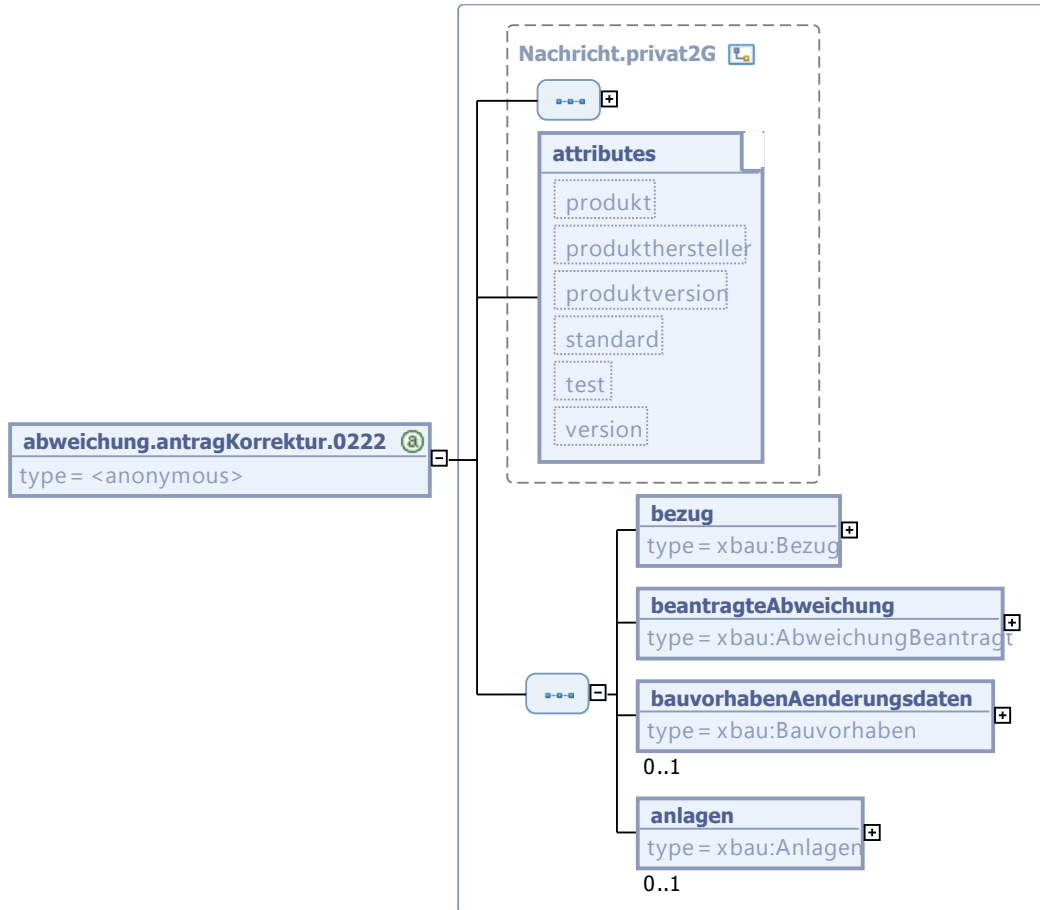 Nachricht.privat2G
attributes
produkt
produkthersteller
produktversion
standard
test
version
abweichung.antragKorrektur.0222 a
type = <anonymous>
bezug
type = xbau:Bezug
beantragteAbweichung
type = xbau:AbweichungBeantragt
bauvorhabenAenderungsdaten
type = xbau:Bauvorhaben
0..1
anlagen
type = xbau:Anlagen
0..1